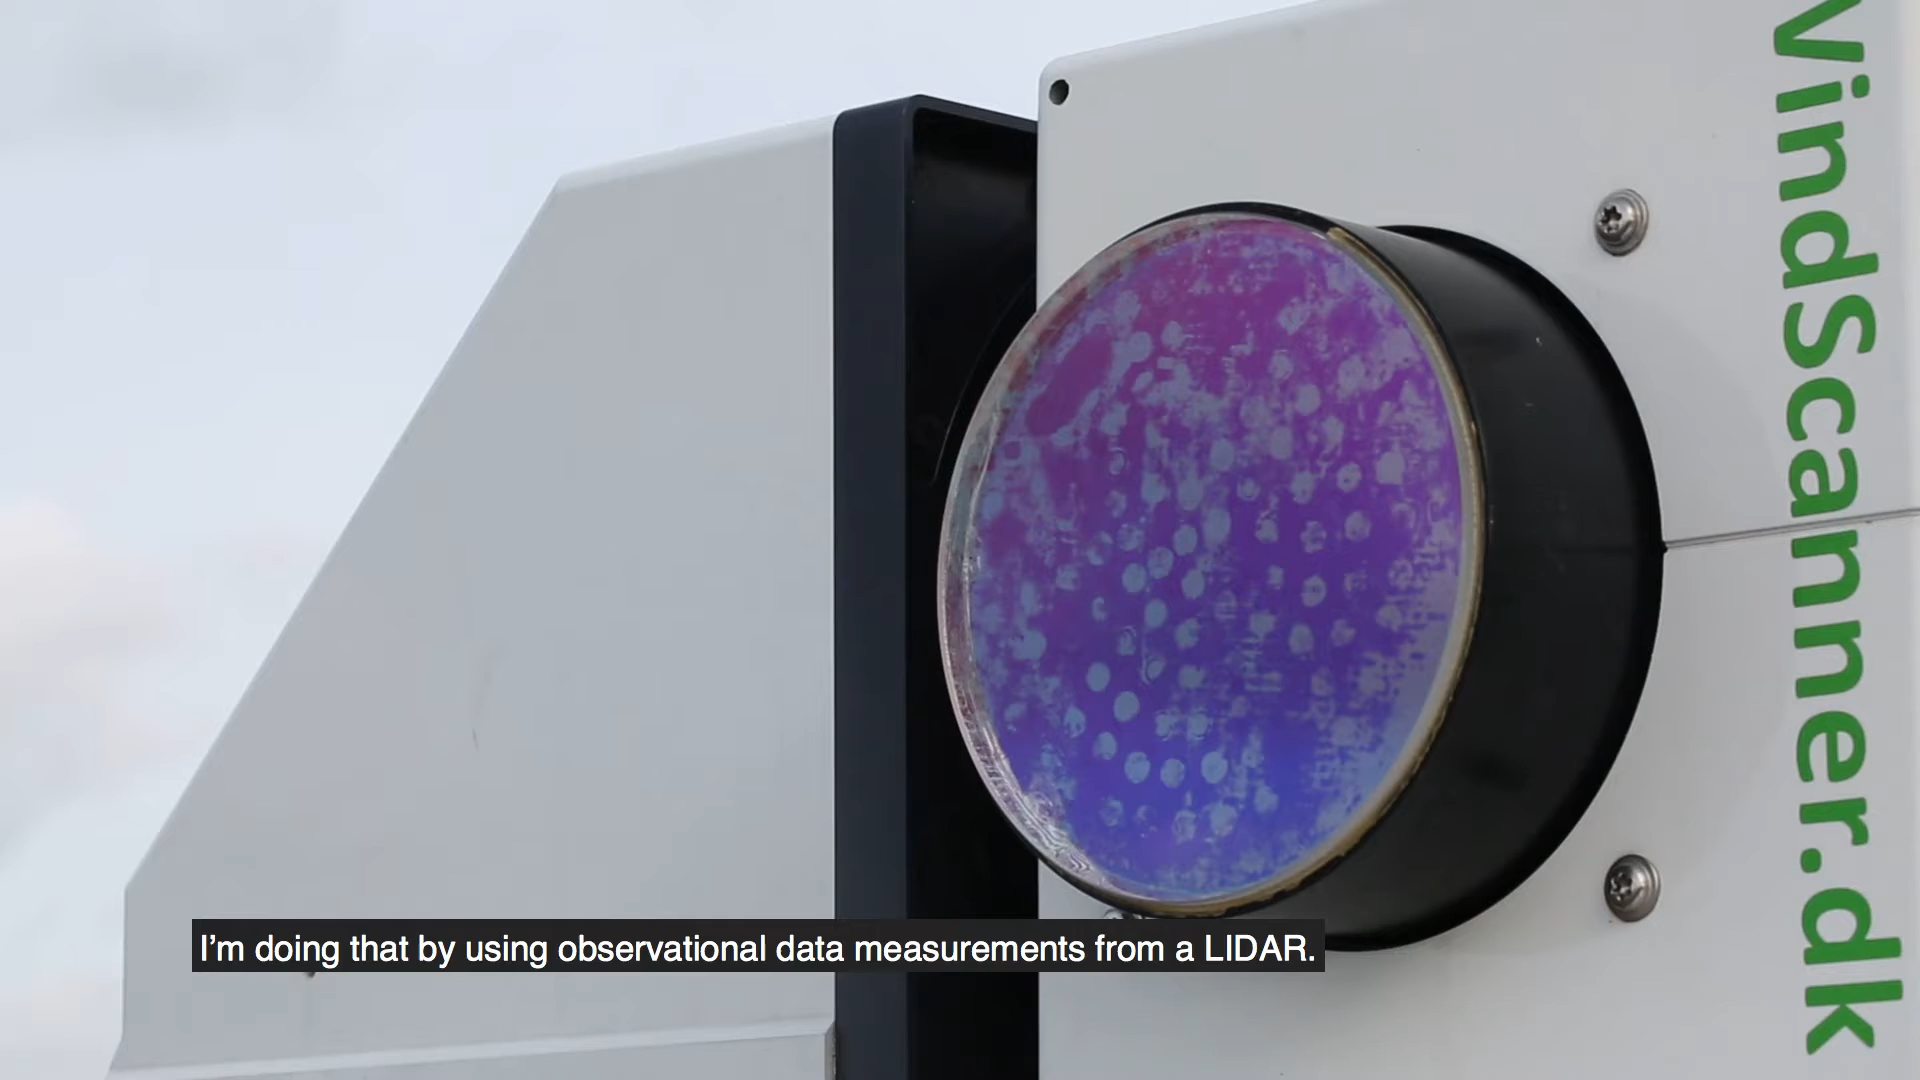 WindScanner.dk
I'm doing that by using observational data measurements from a LIDAR.